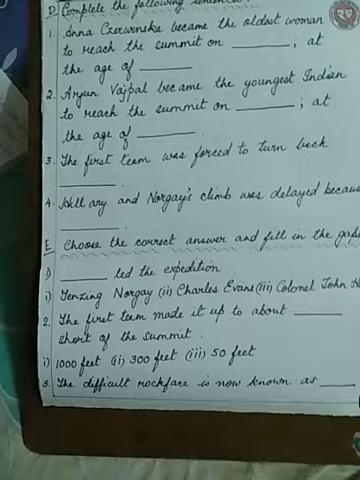 D. Complete the following sentences.
1. Anna Czerwinska became the oldest woman
to reach the summit on ________; at
the age of ________
2. Arjun Vajpal became the youngest Indian
to reach the summit on ________; at
the age of ________.
3. The first team was forced to turn back
________.
4. Hillary and Norgay's climb was delayed because
________.
E Choose the correct answer and fill in the gaps
1) ________ led the expedition
i) Tenzing Norgay (ii) Charles Evans (iii) Colonel John H
2. The first team made it up to about ________
short of the summit.
i) 1000 feet (ii) 300 feet (iii) 50 feet
3. The difficult rockface is now known as ________